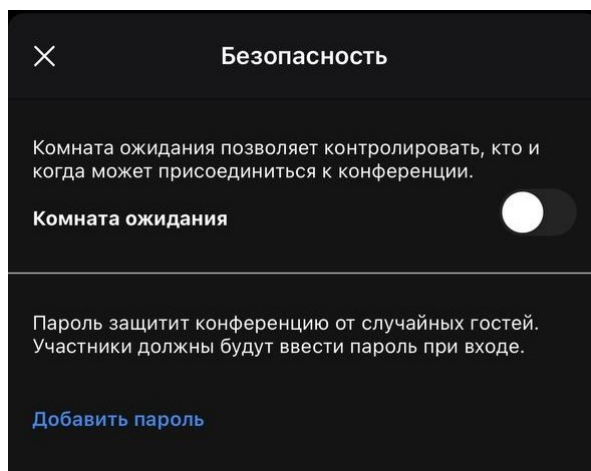 Безопасность
Комната ожидания позволяет контролировать, кто и
когда может присоединиться к конференции.
Комната ожидания
Пароль защитит конференцию от случайных гостей.
Участники должны будут ввести пароль при входе.
Добавить пароль